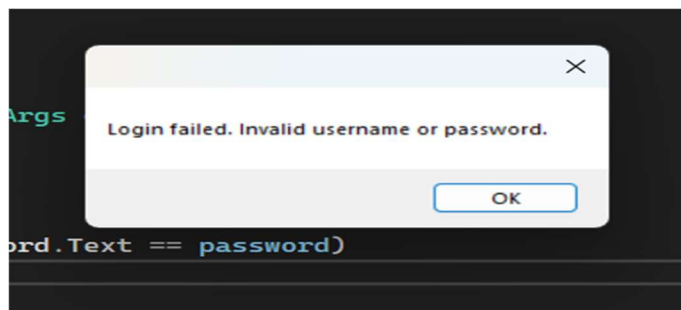 Args
Login failed. Invalid username or password.
OK
ord.Text == password)